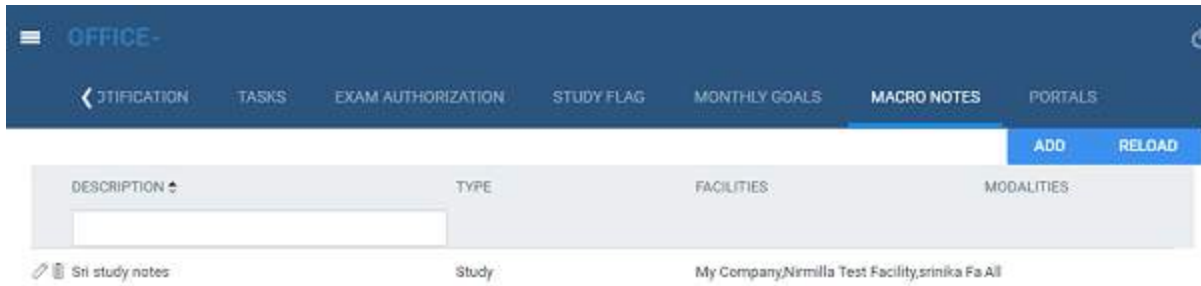 OFFICE-
OTIFICATION TASKS EXAM AUTHORIZATION STUDY FLAG MONTHLY GOALS MACRO NOTES PORTALS
ADD RELOAD
DESCRIPTION TYPE FACILITIES MODALITIES
Sri study notes Study My Company,Nirmilla Test Facility,srinika Fa All